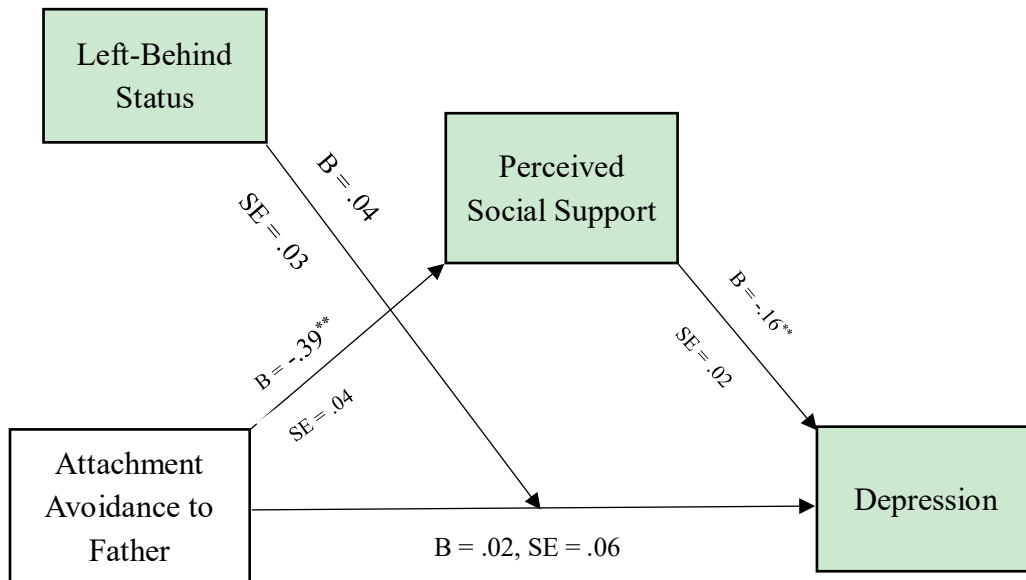 Left-Behind
Status
Perceived
Social Support
B = .04
SE = .03
B = -.39**
SE = .04
B = -.16**
SE = .02
Attachment
Avoidance to
Father
Depression
B = .02, SE = .06